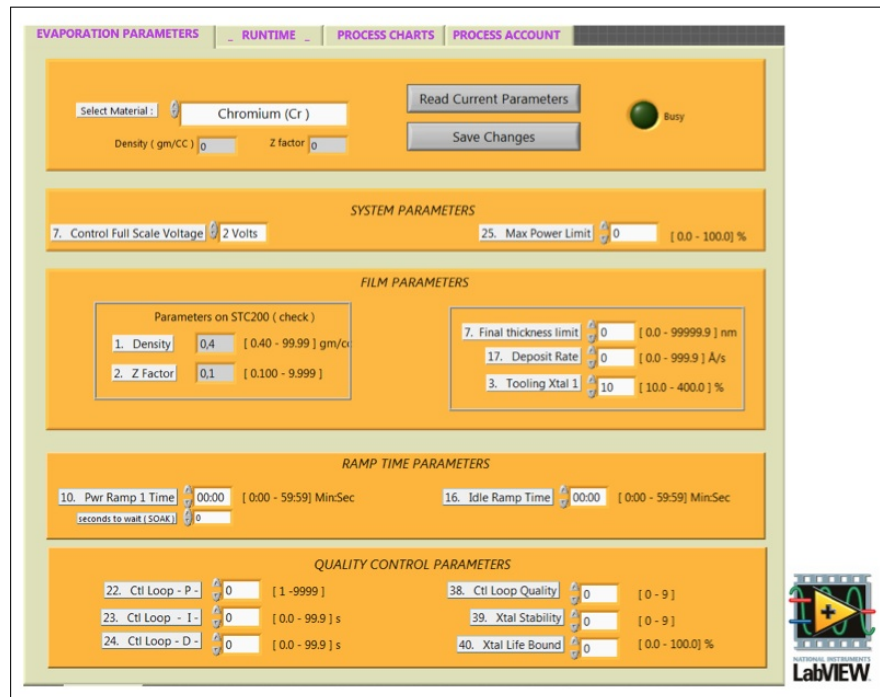 EVAPORATION PARAMETERS _ RUNTIME _ PROCESS CHARTS PROCESS ACCOUNT
Select Material : Chromium (Cr ) Read Current Parameters Busy
Density ( gm/CC ) 0 Z factor 0 Save Changes
SYSTEM PARAMETERS
7. Control Full Scale Voltage 2 Volts 25. Max Power Limit 0 [ 0.0 - 100.0] %
FILM PARAMETERS
Parameters on STC200 ( check )
1. Density 0,4 [ 0.40 - 99.99 ] gm/cc
2. Z Factor 0,1 [ 0.100 - 9.999 ]
7. Final thickness limit 0 [ 0.0 - 99999.9 ] nm
17. Deposit Rate 0 [ 0.0 - 999.9 ] Å/s
3. Tooling Xtal 1 10 [ 10.0 - 400.0 ] %
RAMP TIME PARAMETERS
10. Pwr Ramp 1 Time 00:00 [ 0:00 - 59:59] Min:Sec 16. Idle Ramp Time 00:00 [ 0:00 - 59:59] Min:Sec
seconds to wait ( SOAK ) 0
QUALITY CONTROL PARAMETERS
22. Ctl Loop - P - 0 [ 1 -9999 ] 38. Ctl Loop Quality 0 [ 0 - 9 ]
23. Ctl Loop - I - 0 [ 0.0 - 99.9 ] s 39. Xtal Stability 0 [ 0 - 9 ]
24. Ctl Loop - D - 0 [ 0.0 - 99.9 ] s 40. Xtal Life Bound 0 [ 0.0 - 100.0] %
NATIONAL INSTRUMENTS
LabVIEW